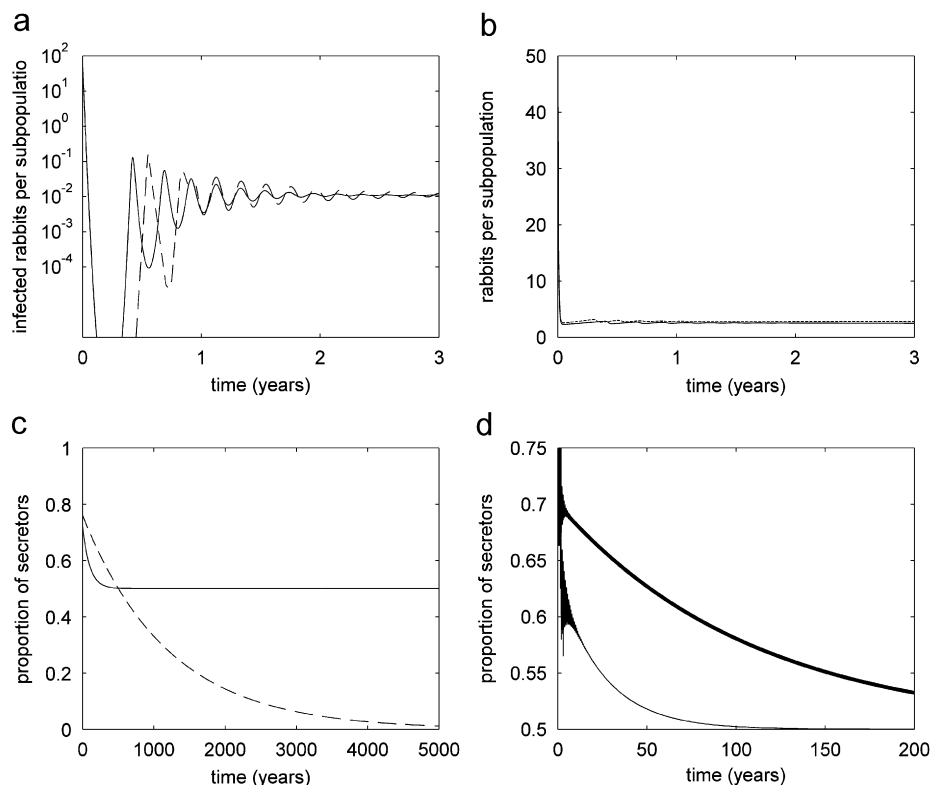 a
infected rabbits per subpopulatio
10^2
10^1
10^0
10^-1
10^-2
10^-3
10^-4
0 1 2 3
time (years)
b
rabbits per subpopulation
50
40
30
20
10
0
0 1 2 3
time (years)
c
proportion of secretors
1
0.8
0.6
0.4
0.2
0
0 1000 2000 3000 4000 5000
time (years)
d
proportion of secretors
0.75
0.7
0.65
0.6
0.55
0.5
0 50 100 150 200
time (years)